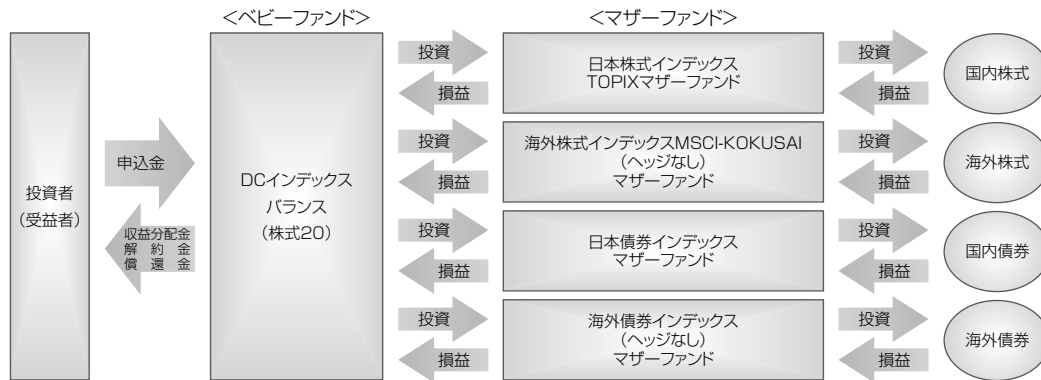 <ベビーファンド>
<マザーファンド>
投資者
(受益者)
申込金
収益分配金
解約金
償還金
DCインデックス
バランス
(株式20)
投資
損益
日本株式インデックス
TOPIXマザーファンド
投資
損益
国内株式
投資
損益
海外株式インデックスMSCI-KOKUSAI
(ヘッジなし)
マザーファンド
投資
損益
海外株式
投資
損益
日本債券インデックス
マザーファンド
投資
損益
国内債券
投資
損益
海外債券インデックス
(ヘッジなし)
マザーファンド
投資
損益
海外債券